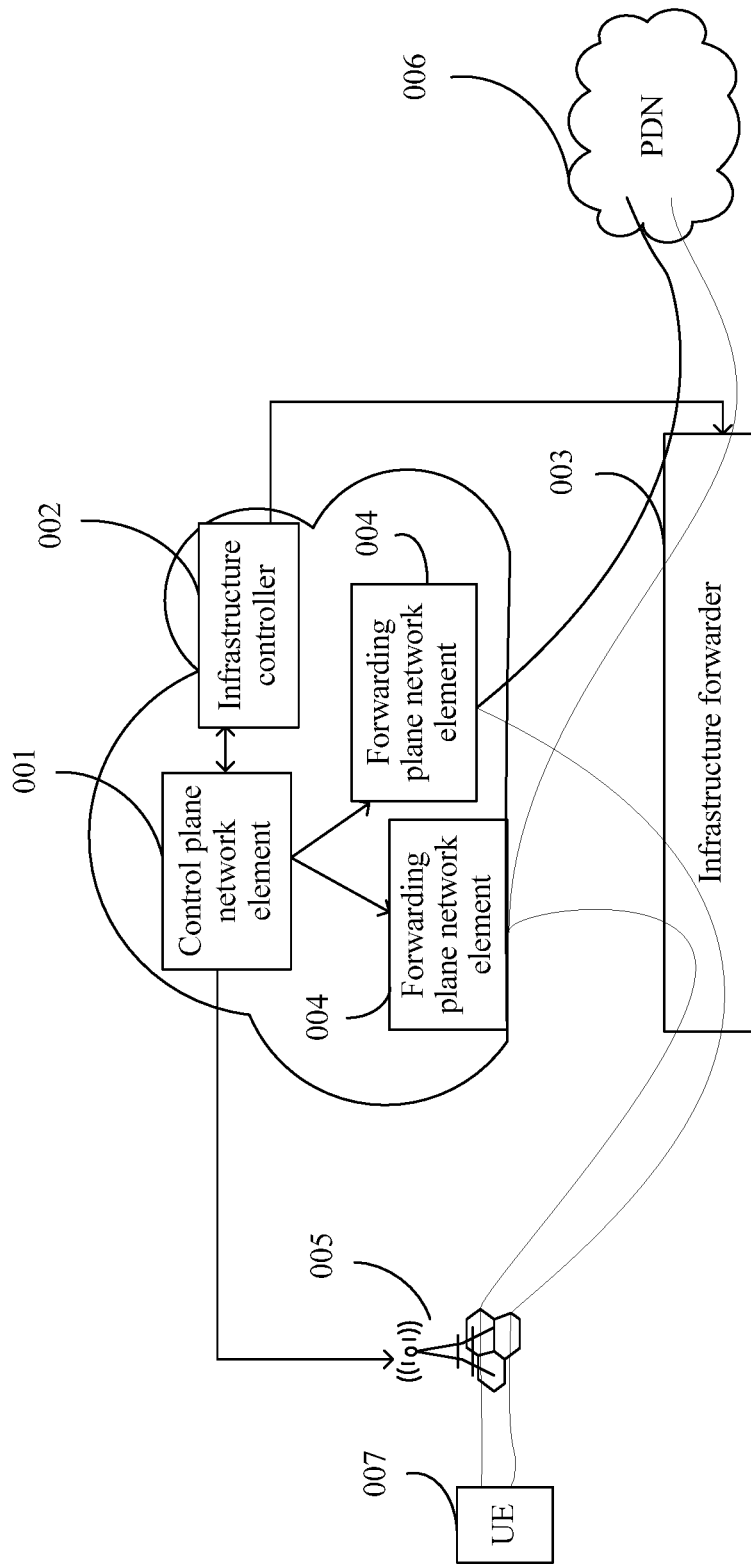 001
002
Control plane
network
element
Infrastructure
controller
004
Forwarding
plane network
element
004
Forwarding
plane network
element
005
007
UE
003
Infrastructure forwarder
006
PDN